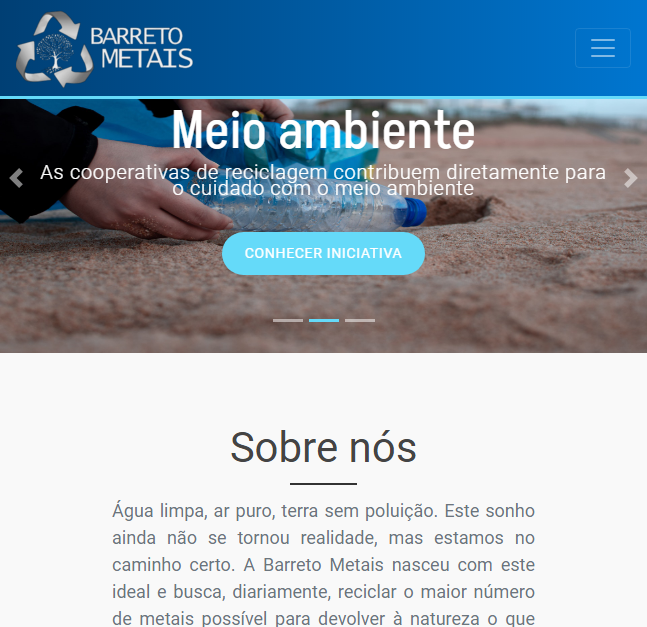 BARRETO
METAIS
Meio ambiente
As cooperativas de reciclagem contribuem diretamente para
o cuidado com o meio ambiente
CONHECER INICIATIVA
Sobre nós
Água limpa, ar puro, terra sem poluição. Este sonho
ainda não se tornou realidade, mas estamos no
caminho certo. A Barreto Metais nasceu com este
ideal e busca, diariamente, reciclar o maior número
de metais possível para devolver à natureza o que